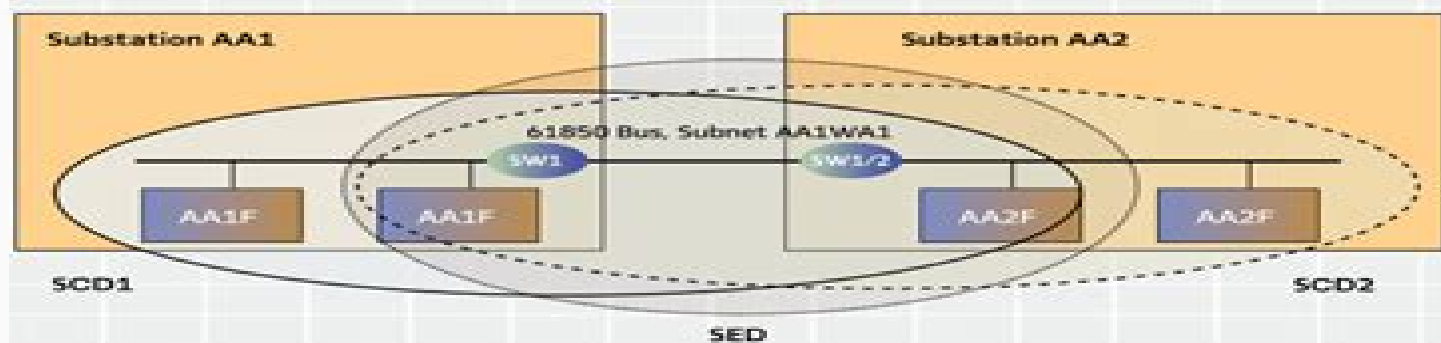 Substation AA1
Substation AA2
61850 Bus, Subnet AA1WA1
SW1
SW1/2
AA1F
AA1F
AA2F
AA2F
SCD1
SCD2
SED